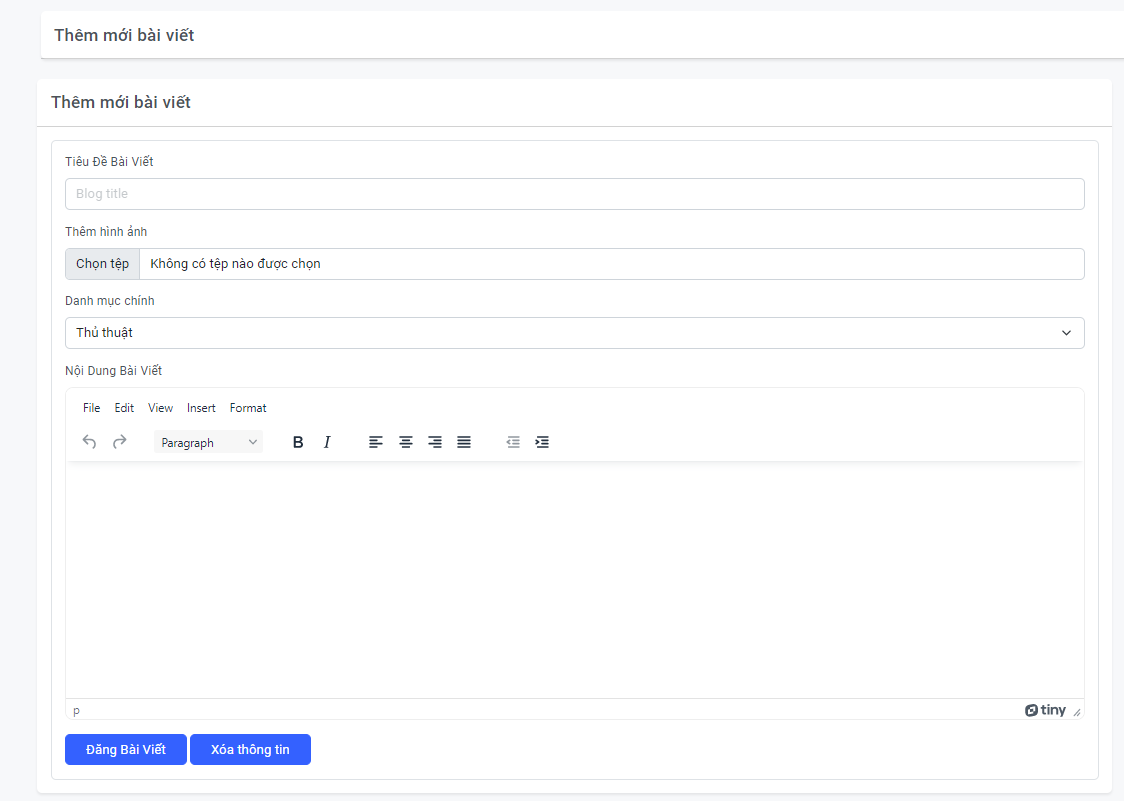 Thêm mới bài viết
Thêm mới bài viết
Tiêu Đề Bài Viết
Blog title
Thêm hình ảnh
Chọn tệp Không có tệp nào được chọn
Danh mục chính
Thủ thuật
Nội Dung Bài Viết
File Edit View Insert Format
Paragraph B I
p tiny
Đăng Bài Viết Xóa thông tin